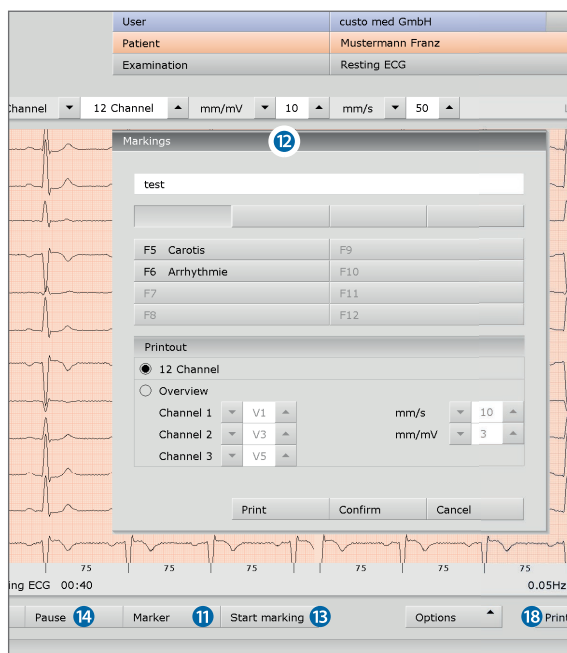 User custo med GmbH
Patient Mustermann Franz
Examination Resting ECG
Channel 12 Channel mm/mV 10 mm/s 50
Markings 12
test
F5 Carotis F9
F6 Arrhythmie F10
F7 F11
F8 F12
Printout
12 Channel
Overview
Channel 1 V1 mm/s 10
Channel 2 V3 mm/mV 3
Channel 3 V5
Print Confirm Cancel
75 75 75 75 75 75
ing ECG 00:40 0.05Hz
Pause 14 Marker 11 Start marking 13 Options 18 Print